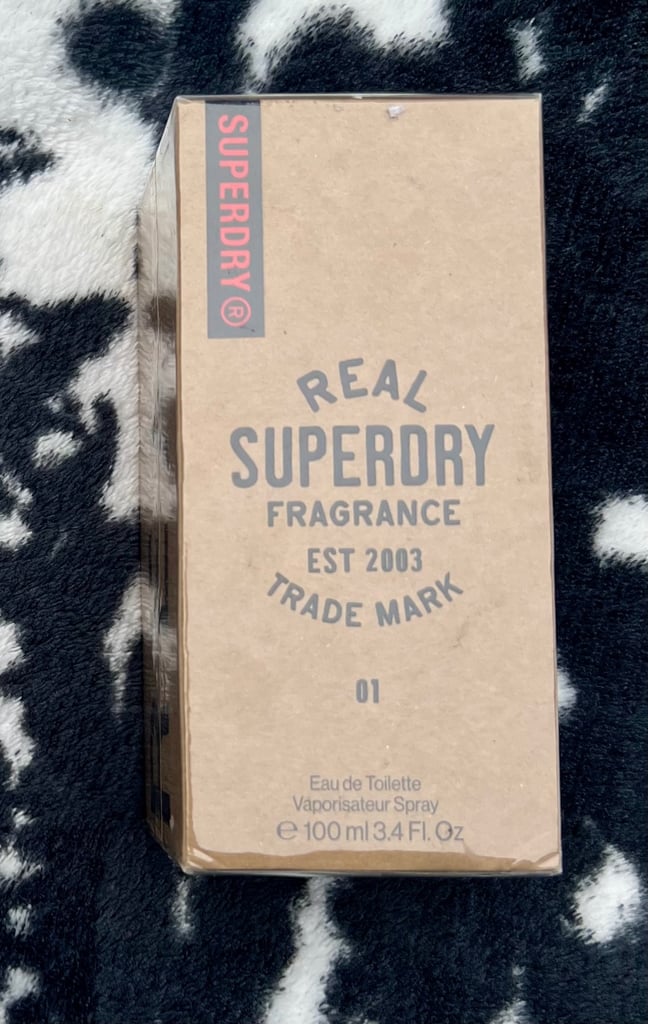 SUPERDRY®
REAL
SUPERDRY
FRAGRANCE
EST 2003
TRADE MARK
01
Eau de Toilette
Vaporisateur Spray
℮ 100 ml 3.4 Fl. Oz